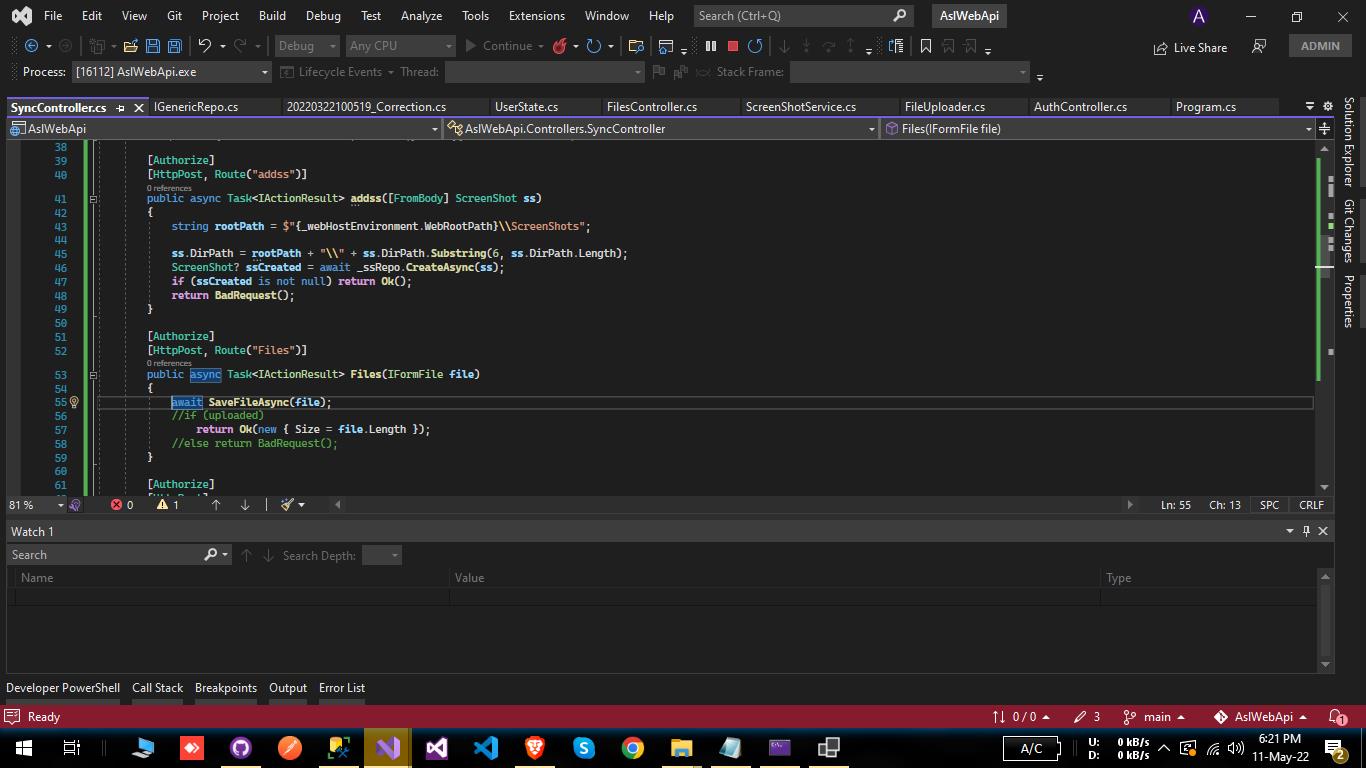 File Edit View Git Project Build Debug Test Analyze Tools Extensions Window Help Search (Ctrl+Q) AslWebApi A
Debug Any CPU Continue Live Share ADMIN
Process: [16112] AslWebApi.exe Lifecycle Events Thread: Stack Frame:
SyncController.cs IGenericRepo.cs 20220322100519_Correction.cs UserState.cs FilesController.cs ScreenShotService.cs FileUploader.cs AuthController.cs Program.cs
AslWebApi AslWebApi.Controllers.SyncController Files(IFormFile file)
38
39 [Authorize]
40 [HttpPost, Route("addss")]
0 references
41 public async Task<IActionResult> addss([FromBody] ScreenShot ss)
42 {
43 string rootPath = $"{_webHostEnvironment.WebRootPath}\\ScreenShots";
44
45 ss.DirPath = rootPath + "\\" + ss.DirPath.Substring(6, ss.DirPath.Length);
46 ScreenShot? ssCreated = await _ssRepo.CreateAsync(ss);
47 if (ssCreated is not null) return Ok();
48 return BadRequest();
49 }
50
51 [Authorize]
52 [HttpPost, Route("Files")]
0 references
53 public async Task<IActionResult> Files(IFormFile file)
54 {
55 await SaveFileAsync(file);
56 //if (uploaded)
57 return Ok(new { Size = file.Length });
58 //else return BadRequest();
59 }
60
61 [Authorize]
81 % 0 1 Ln: 55 Ch: 13 SPC CRLF
Solution Explorer
Git Changes
Properties
Watch 1
Search Search Depth:
Name Value Type
Developer PowerShell Call Stack Breakpoints Output Error List
Ready 0 / 0 3 main AslWebApi 1
A/C U: 0 kB/s D: 0 kB/s 6:21 PM 11-May-22 2